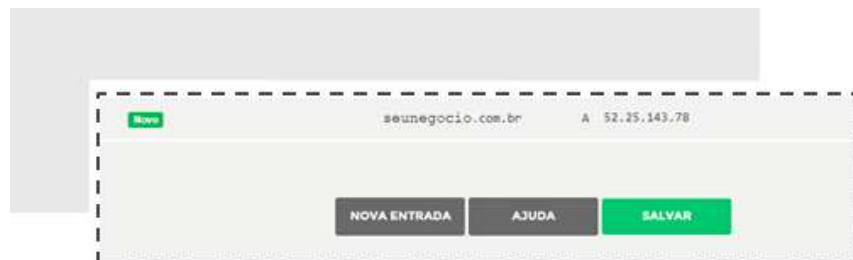 Novo seunegocio.com.br A 52.25.143.78
NOVA ENTRADA AJUDA SALVAR